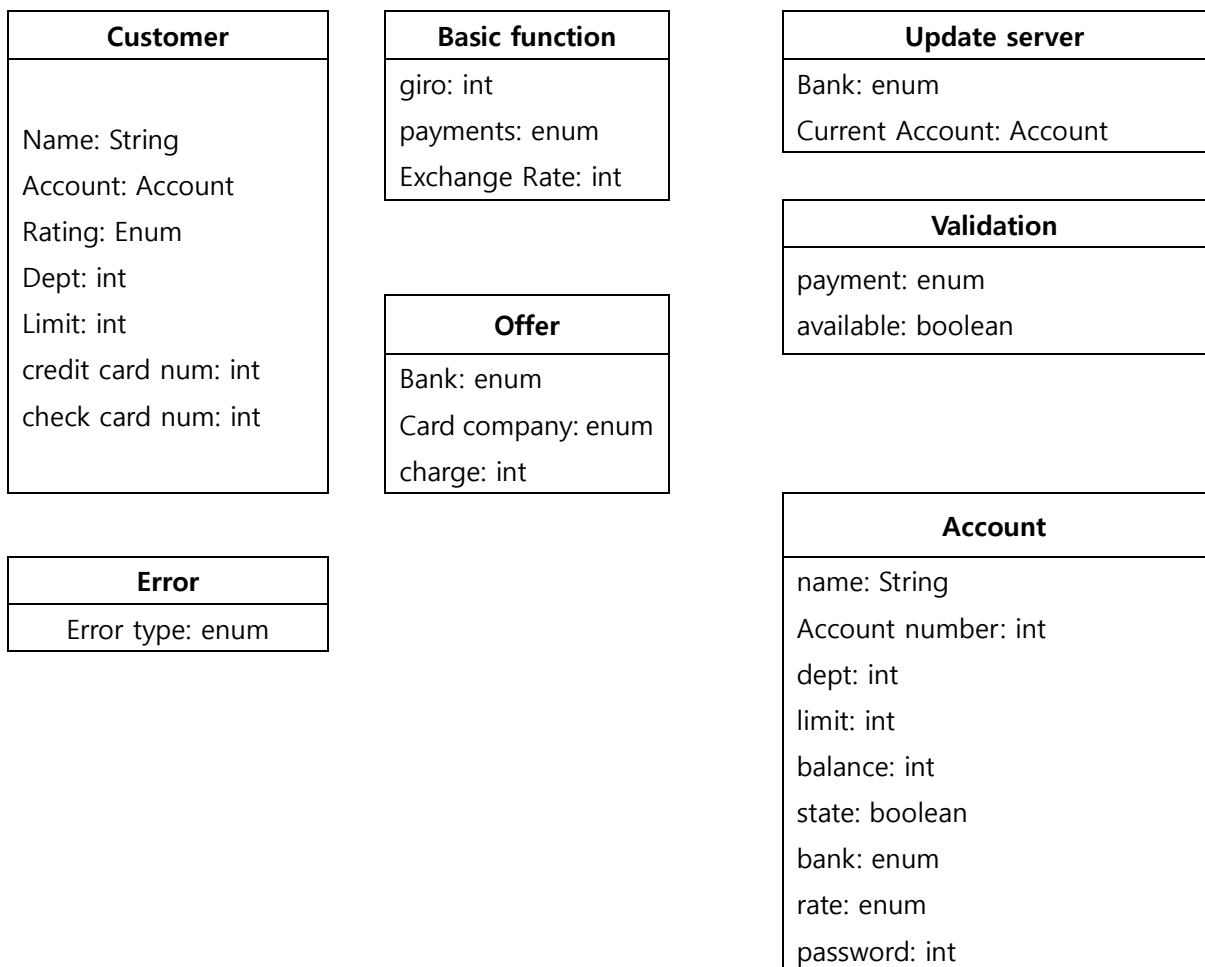 Customer
Name: String
Account: Account
Rating: Enum
Dept: int
Limit: int
credit card num: int
check card num: int
Basic function
giro: int
payments: enum
Exchange Rate: int
Update server
Bank: enum
Current Account: Account
Validation
payment: enum
available: boolean
Offer
Bank: enum
Card company: enum
charge: int
Error
Error type: enum
Account
name: String
Account number: int
dept: int
limit: int
balance: int
state: boolean
bank: enum
rate: enum
password: int